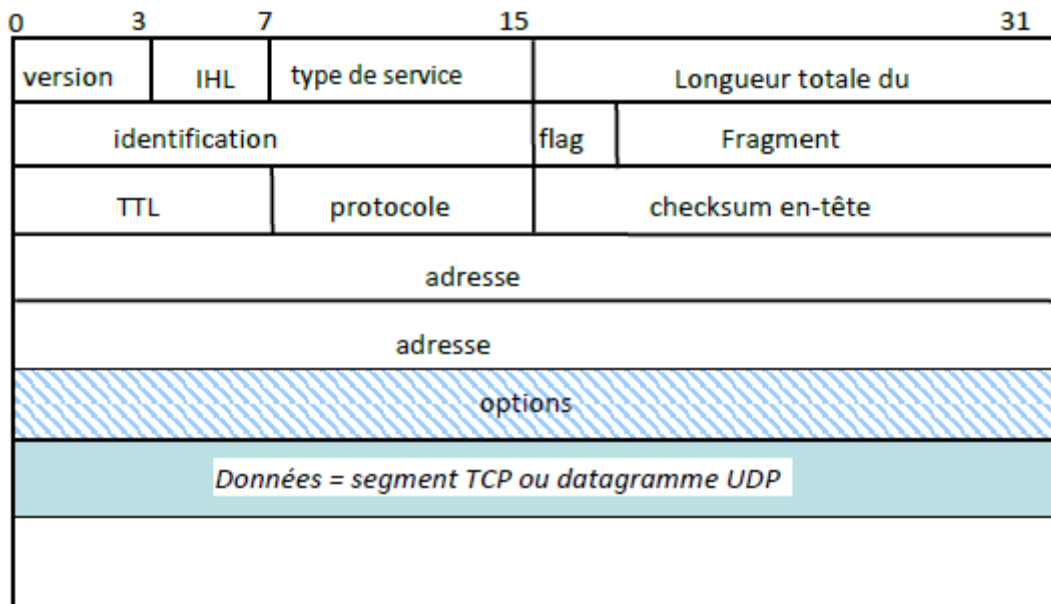 0 3 7 15 31
version IHL type de service Longueur totale du
identification flag Fragment
TTL protocole checksum en-tête
adresse
adresse
options
Données = segment TCP ou datagramme UDP